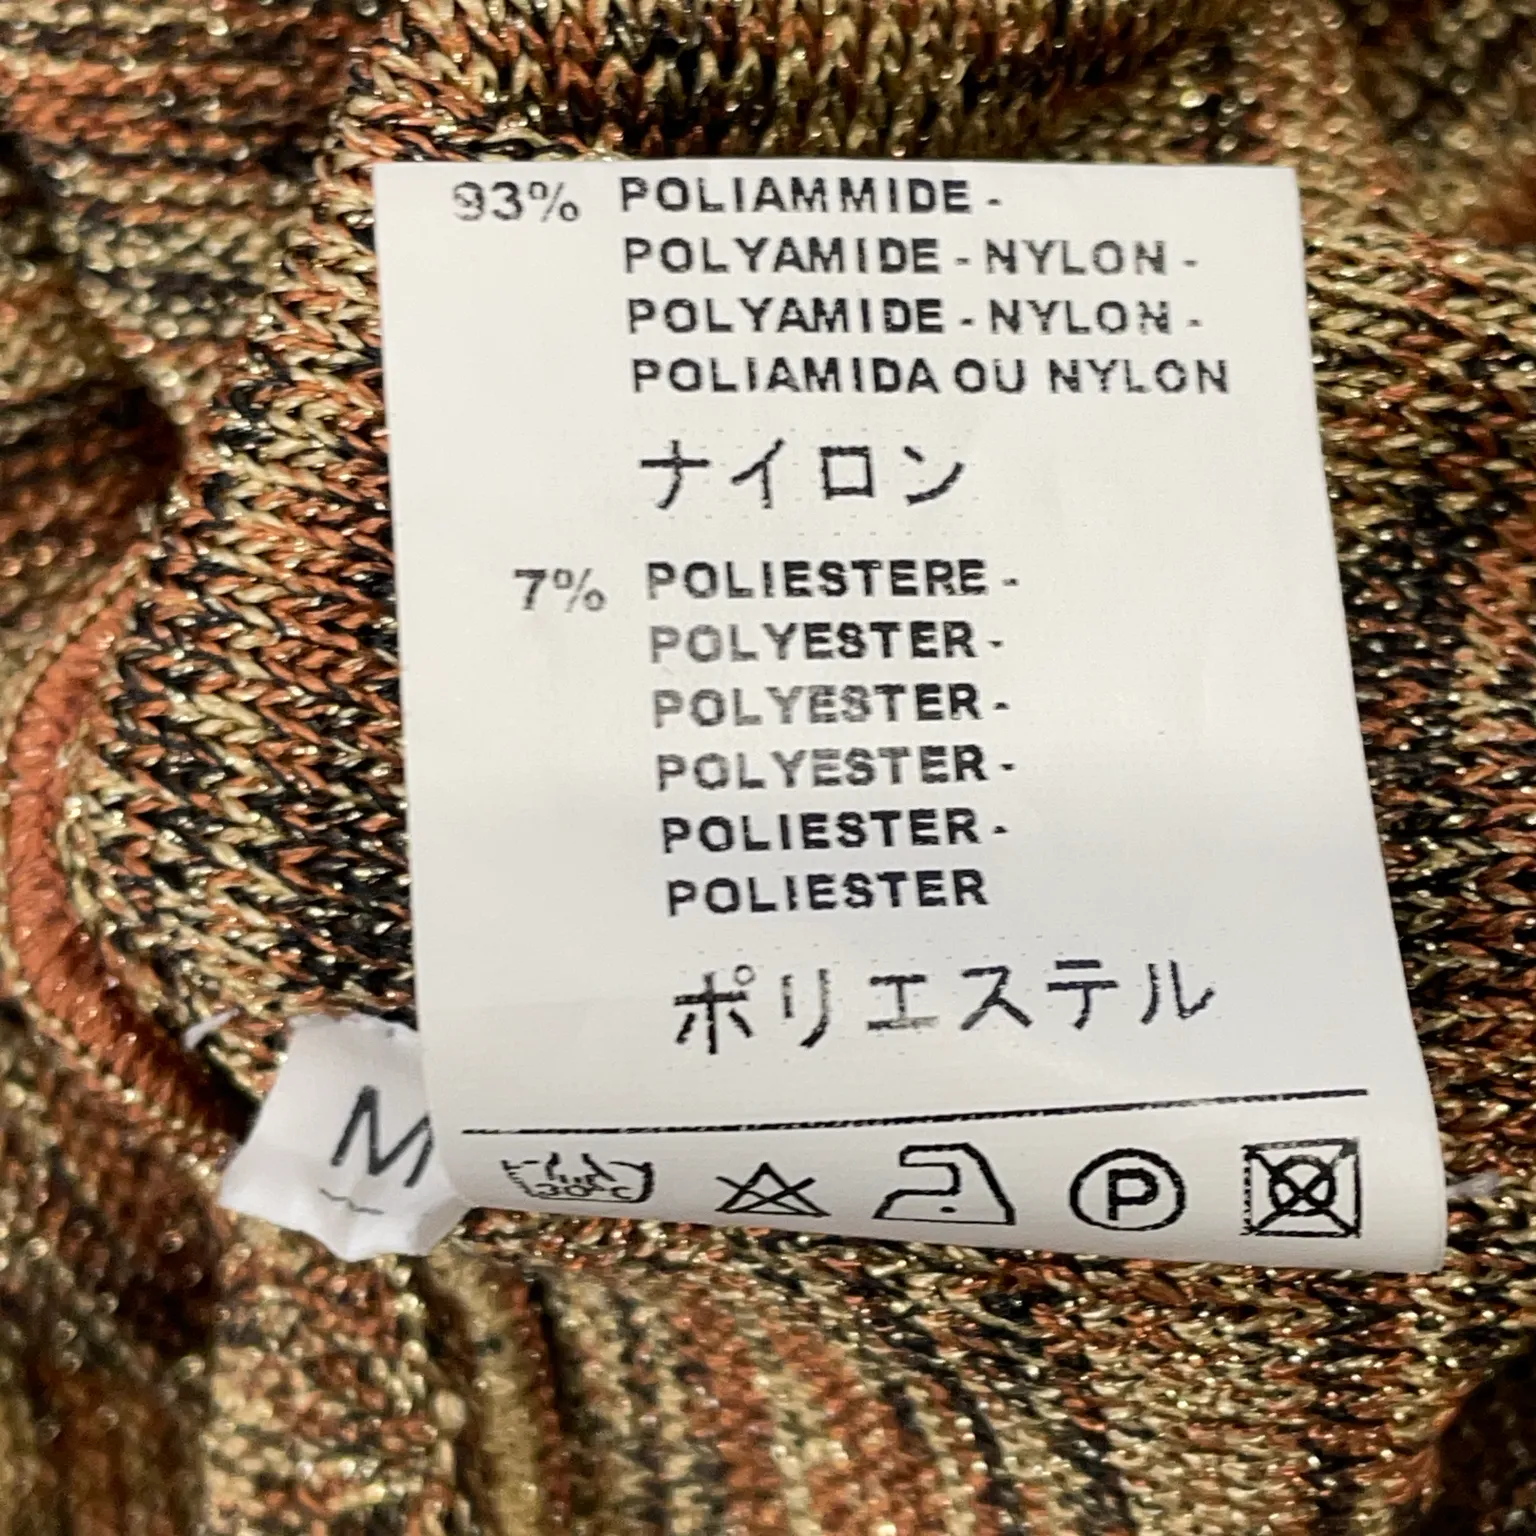 93% POLIAMMIDE -
POLYAMIDE - NYLON -
POLYAMIDE - NYLON -
POLIAMIDA OU NYLON
ナイロン
7% POLIESTERE -
POLYESTER -
POLYESTER -
POLYESTER -
POLIESTER -
POLIESTER
ポリエステル
M
30°C
P